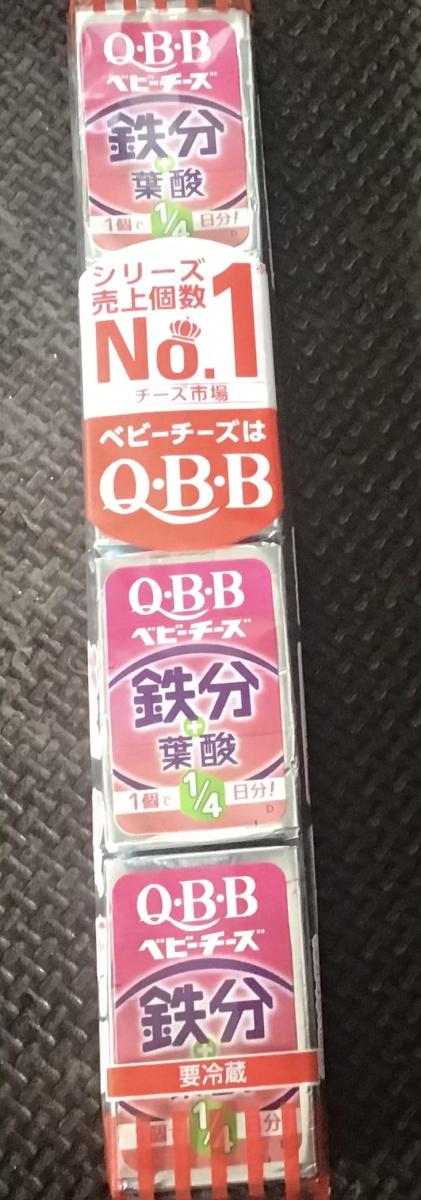 Q·B·B
ベビーチーズ
鉄分
+
葉酸
1個で1/4日分!
D
シリーズ
売上個数
No.1
チーズ市場
ベビーチーズは
Q·B·B
Q·B·B
ベビーチーズ
鉄分
+
葉酸
1個で1/4日分!
D
Q·B·B
ベビーチーズ
鉄分
+
要冷蔵
1/4